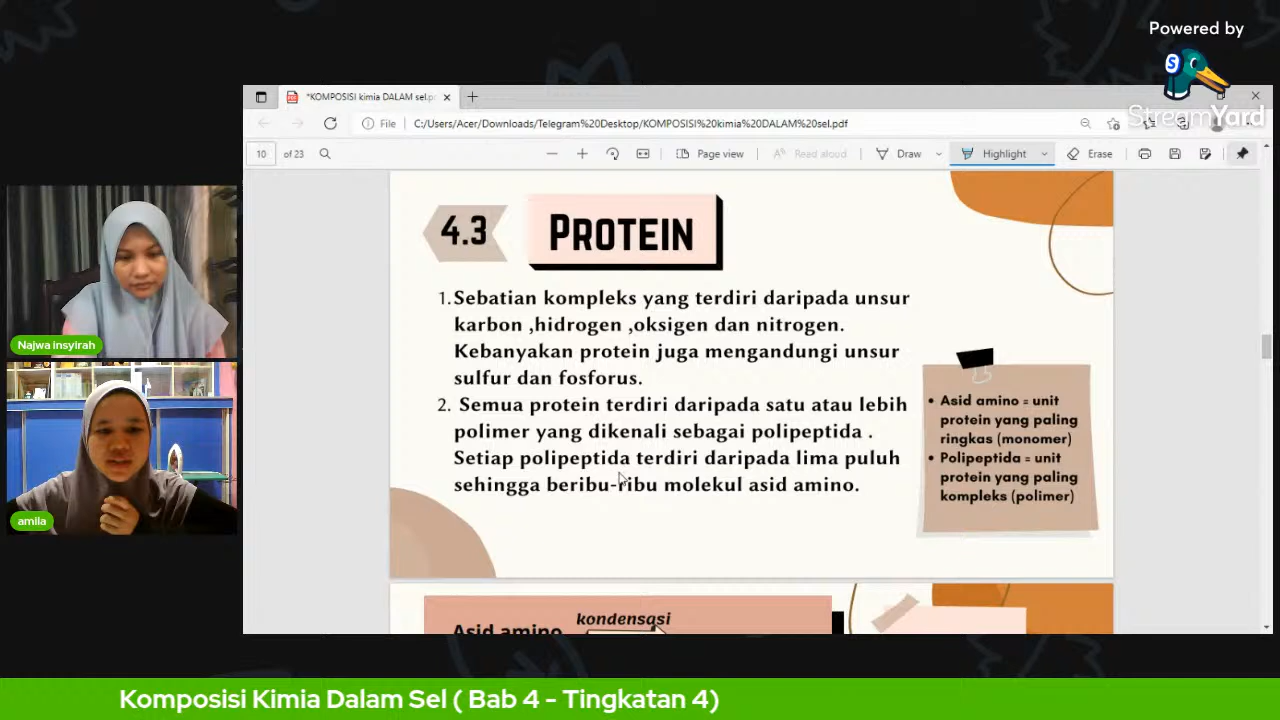 Powered by
StreamYard
*KOMPOSISI kimia DALAM sel.p
File
C:/Users/Acer/Downloads/Telegram%20Desktop/KOMPOSISI%20kimia%20DALAM%20sel.pdf
10 of 23
Page view
Read aloud
Draw
Highlight
Erase
4.3 PROTEIN
1. Sebatian kompleks yang terdiri daripada unsur
karbon ,hidrogen ,oksigen dan nitrogen.
Kebanyakan protein juga mengandungi unsur
sulfur dan fosforus.
2. Semua protein terdiri daripada satu atau lebih
polimer yang dikenali sebagai polipeptida .
Setiap polipeptida terdiri daripada lima puluh
sehingga beribu-ribu molekul asid amino.
• Asid amino = unit
protein yang paling
ringkas (monomer)
• Polipeptida = unit
protein yang paling
kompleks (polimer)
kondensasi
Asid amino
Najwa insyirah
amila
Komposisi Kimia Dalam Sel ( Bab 4 - Tingkatan 4)